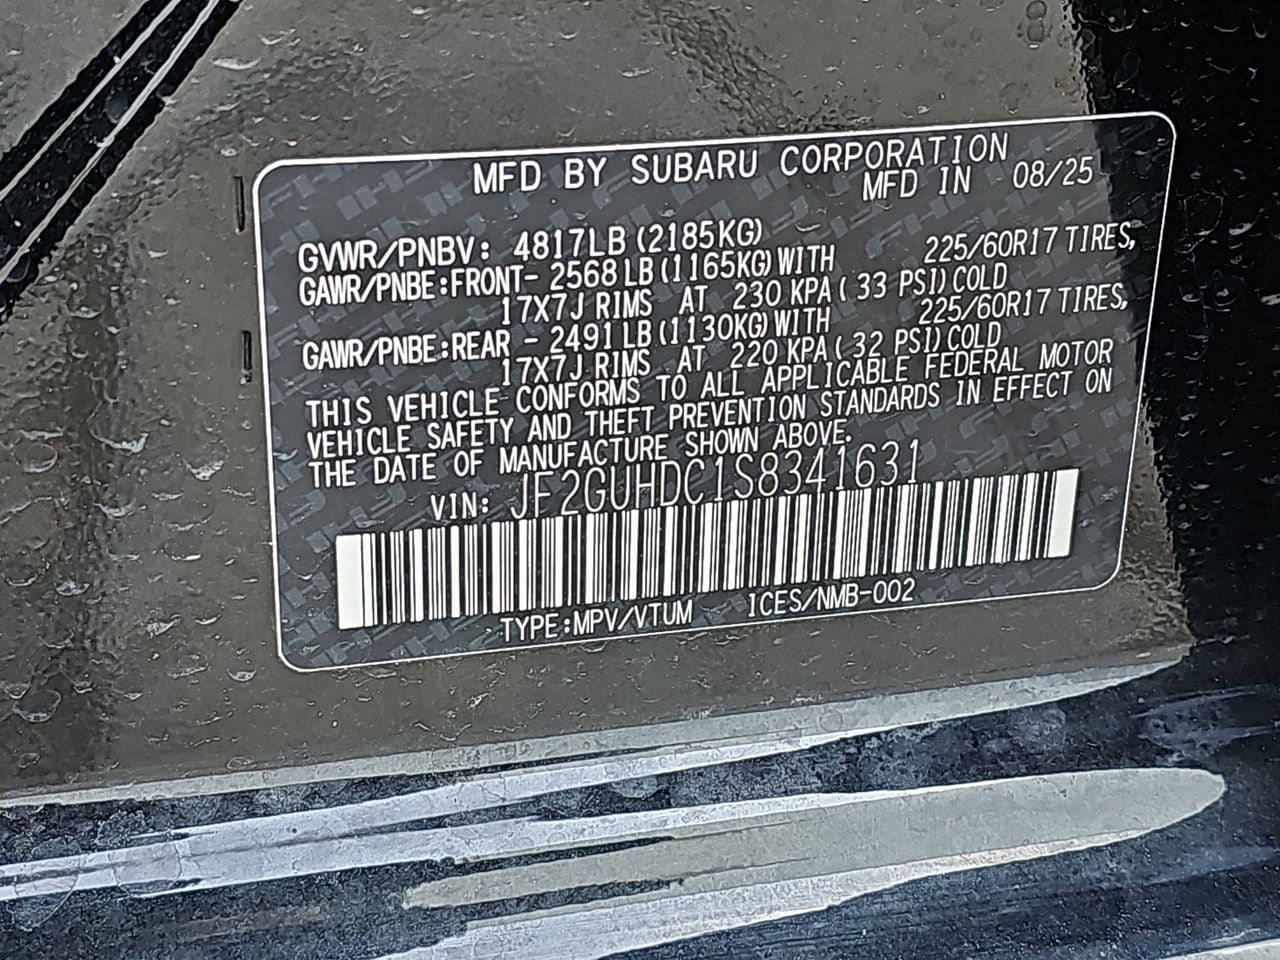 MFD BY SUBARU CORPORATION
MFD IN 08/25
GVWR/PNBV: 4817LB (2185KG)
GAWR/PNBE:FRONT- 2568 LB (1165KG) WITH 225/60R17 TIRES,
17X7J RIMS AT 230 KPA ( 33 PSI) COLD
GAWR/PNBE:REAR - 2491 LB (1130KG) WITH 225/60R17 TIRES,
17X7J RIMS AT 220 KPA ( 32 PSI) COLD
THIS VEHICLE CONFORMS TO ALL APPLICABLE FEDERAL MOTOR
VEHICLE SAFETY AND THEFT PREVENTION STANDARDS IN EFFECT ON
THE DATE OF MANUFACTURE SHOWN ABOVE.
VIN: JF2GUHDC1S8341631
TYPE:MPV/VTUM ICES/NMB-002